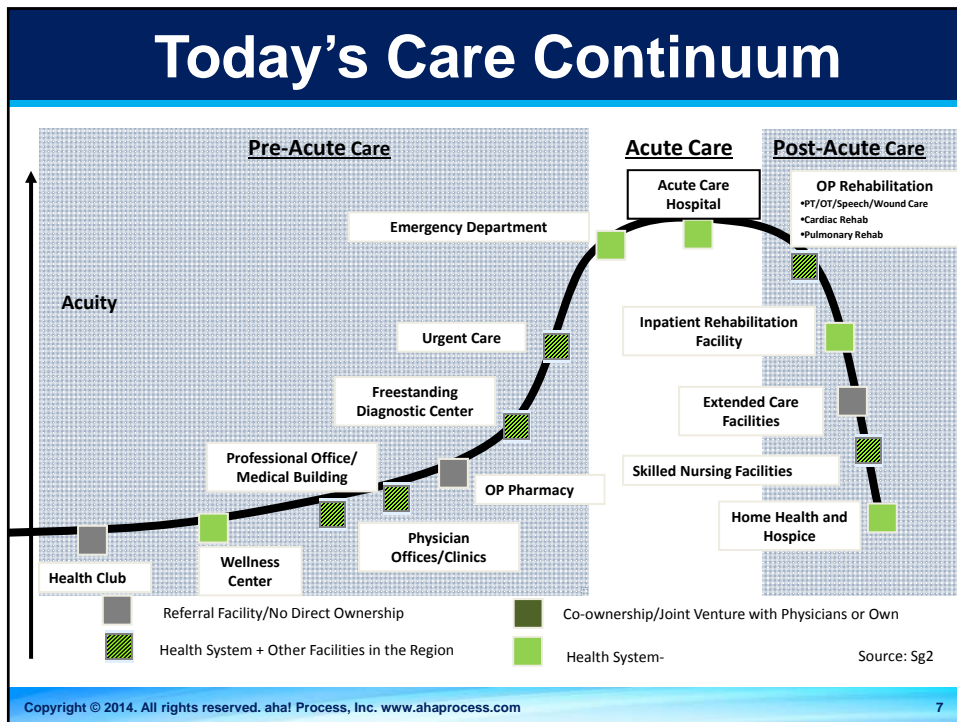 Today's Care Continuum
Pre-Acute Care
Acute Care
Post-Acute Care
Acute Care
Hospital
OP Rehabilitation
•PT/OT/Speech/Wound Care
•Cardiac Rehab
•Pulmonary Rehab
Emergency Department
Acuity
Urgent Care
Inpatient Rehabilitation
Facility
Freestanding
Diagnostic Center
Extended Care
Facilities
Professional Office/
Medical Building
Skilled Nursing Facilities
OP Pharmacy
Home Health and
Hospice
Physician
Offices/Clinics
Wellness
Center
Health Club
Referral Facility/No Direct Ownership
Co-ownership/Joint Venture with Physicians or Own
Health System + Other Facilities in the Region
Health System-
Source: Sg2
Copyright © 2014. All rights reserved. aha! Process, Inc. www.ahaprocess.com
7